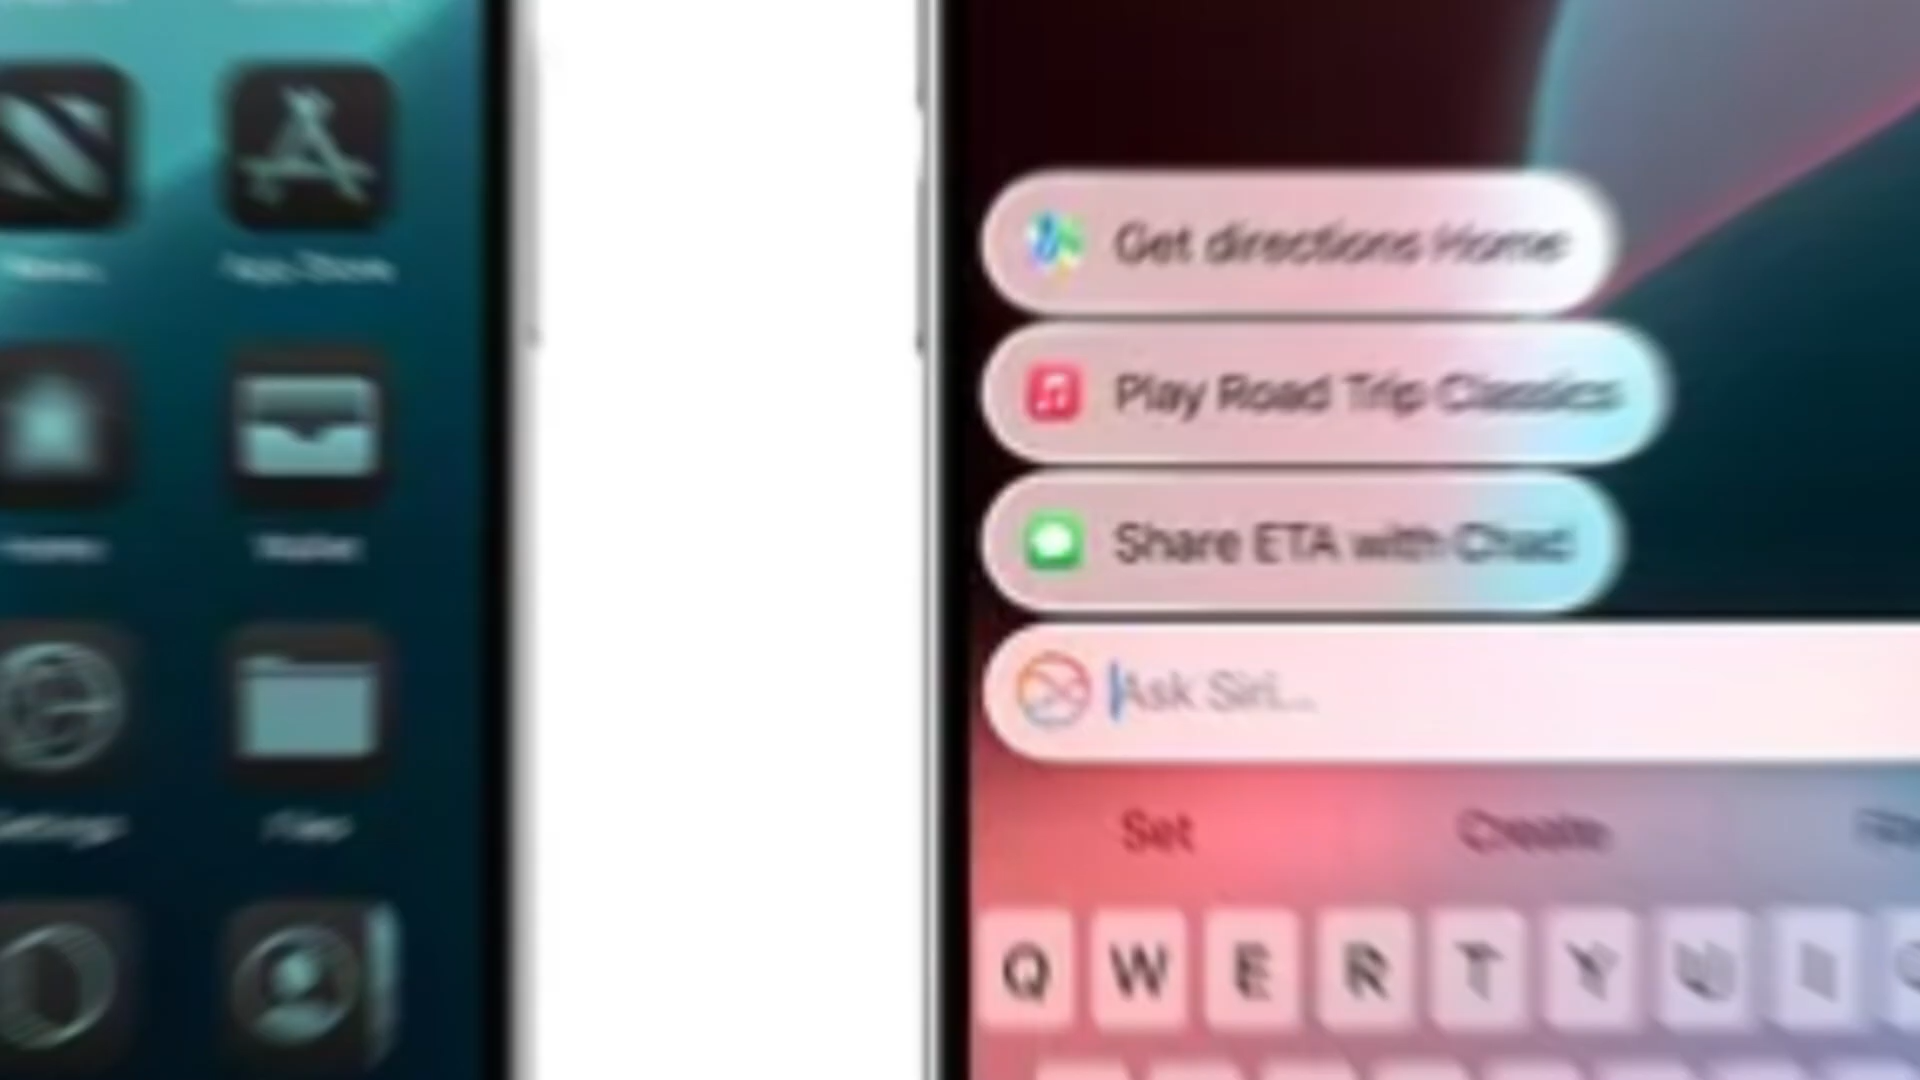 App Store
Wallet
Settings
Files
Get directions Home
Play Road Trip Classics
Share ETA with Chad
Ask Siri...
Set
Create
Q W E R T Y U I